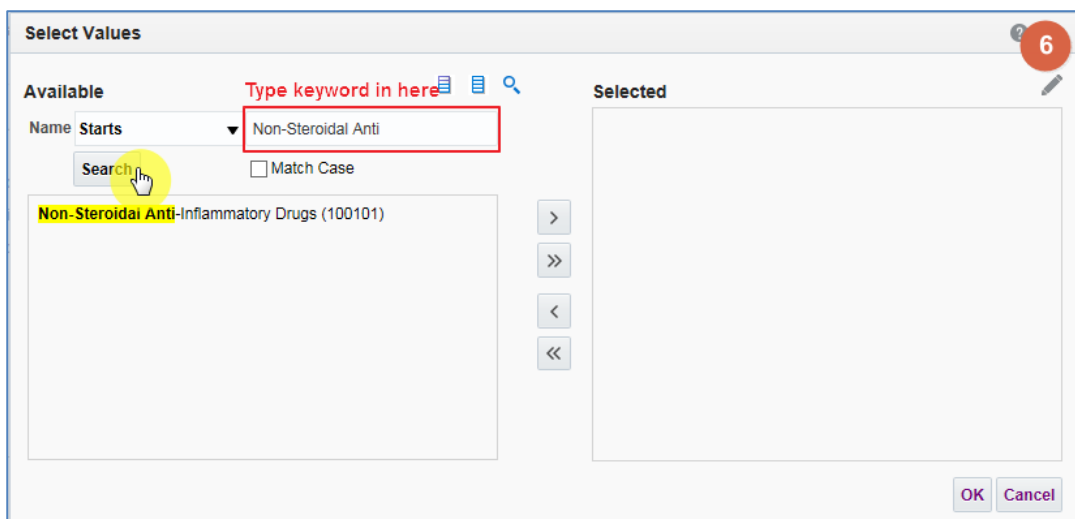 Select Values
?
6
Available
Type keyword in here
Selected
Name Starts
Non-Steroidal Anti
Search
Match Case
Non-Steroidal Anti-Inflammatory Drugs (100101)
>
>>
<
<<
OK
Cancel